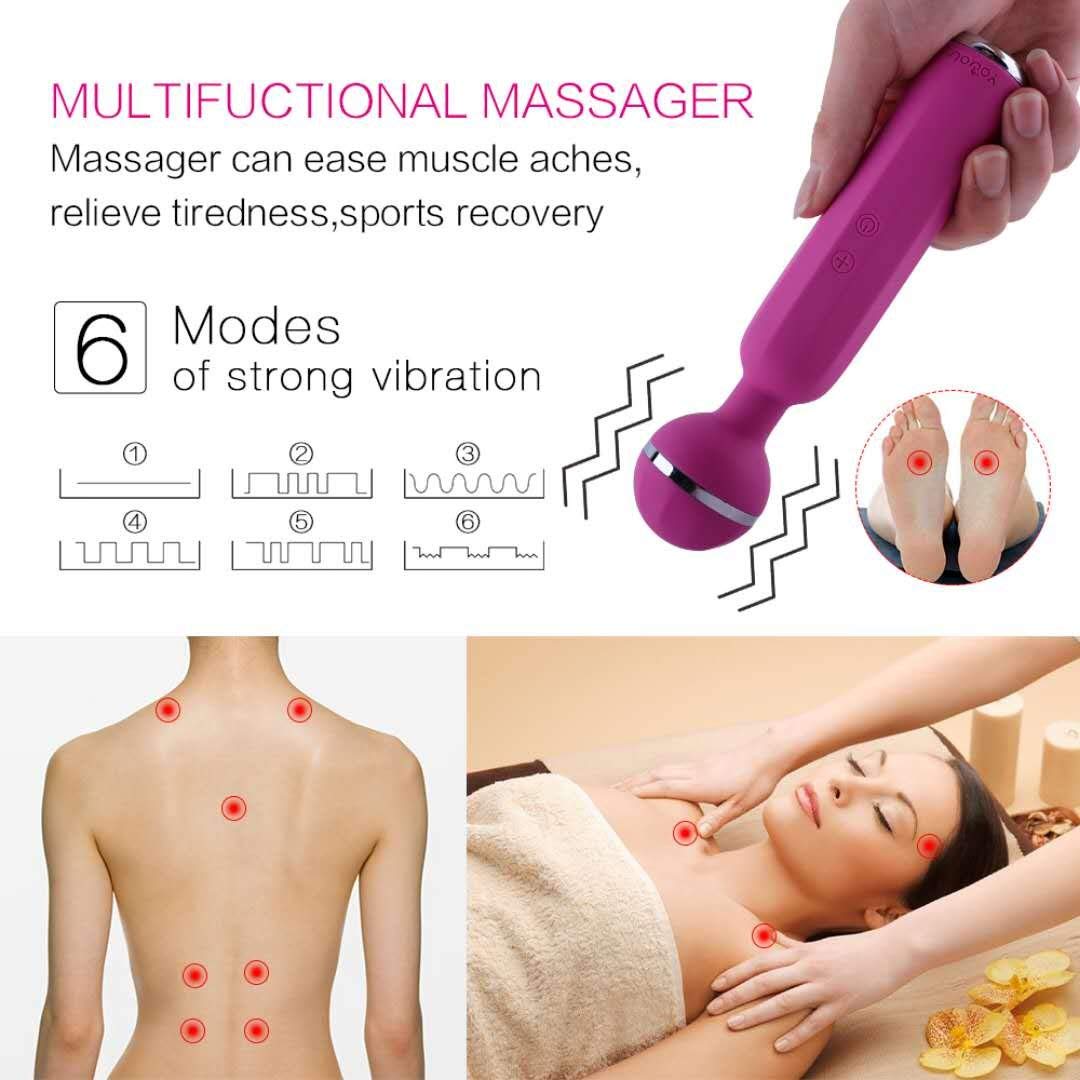 MULTIFUCTIONAL MASSAGER
Massager can ease muscle aches,
relieve tiredness,sports recovery
6
Modes
of strong vibration
① ② ③
④ ⑤ ⑥